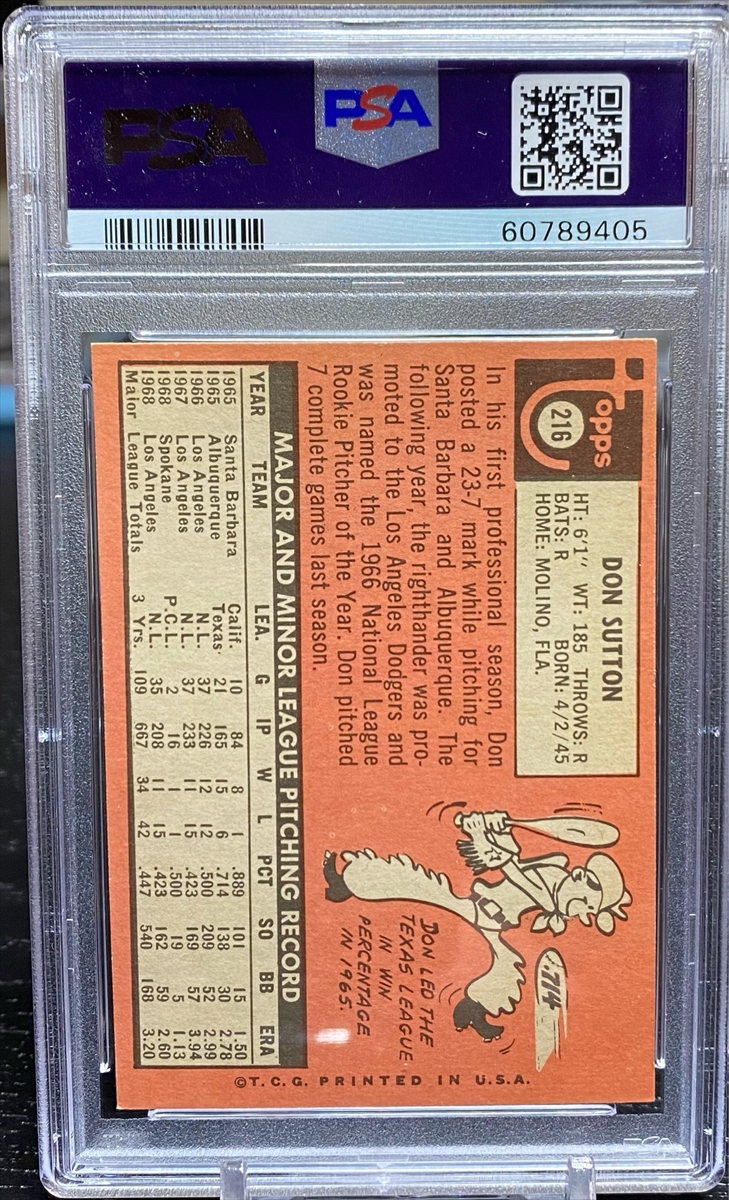 PSA
PSA
60789405
Topps
216
DON SUTTON
HT: 6'1" WT: 185 THROWS: R
BATS: R BORN: 4/2/45
HOME: MOLINO, FLA.
In his first professional season, Don
posted a 23-7 mark while pitching for
Santa Barbara and Albuquerque. The
following year, the righthander was pro-
moted to the Los Angeles Dodgers and
was named the 1966 National League
Rookie Pitcher of the Year. Don pitched
7 complete games last season.
.714
DON LED THE
TEXAS LEAGUE
IN WIN
PERCENTAGE
IN 1965.
MAJOR AND MINOR LEAGUE PITCHING RECORD
YEAR TEAM LEA. G IP W L PCT SO BB ERA
1965 Santa Barbara Calif. 10 84 8 1 .889 101 15 1.50
1965 Albuquerque Texas 21 165 15 6 .714 138 30 2.78
1966 Los Angeles N.L. 37 226 12 12 .500 209 52 2.99
1967 Los Angeles N.L. 37 233 11 15 .423 169 57 3.94
1968 Spokane P.C.L. 2 16 1 1 .500 19 5 1.13
1968 Los Angeles N.L. 35 208 11 15 .423 162 59 2.60
Major League Totals 3 Yrs. 109 667 34 42 .447 540 168 3.20
©T.C.G. PRINTED IN U.S.A.
PSA